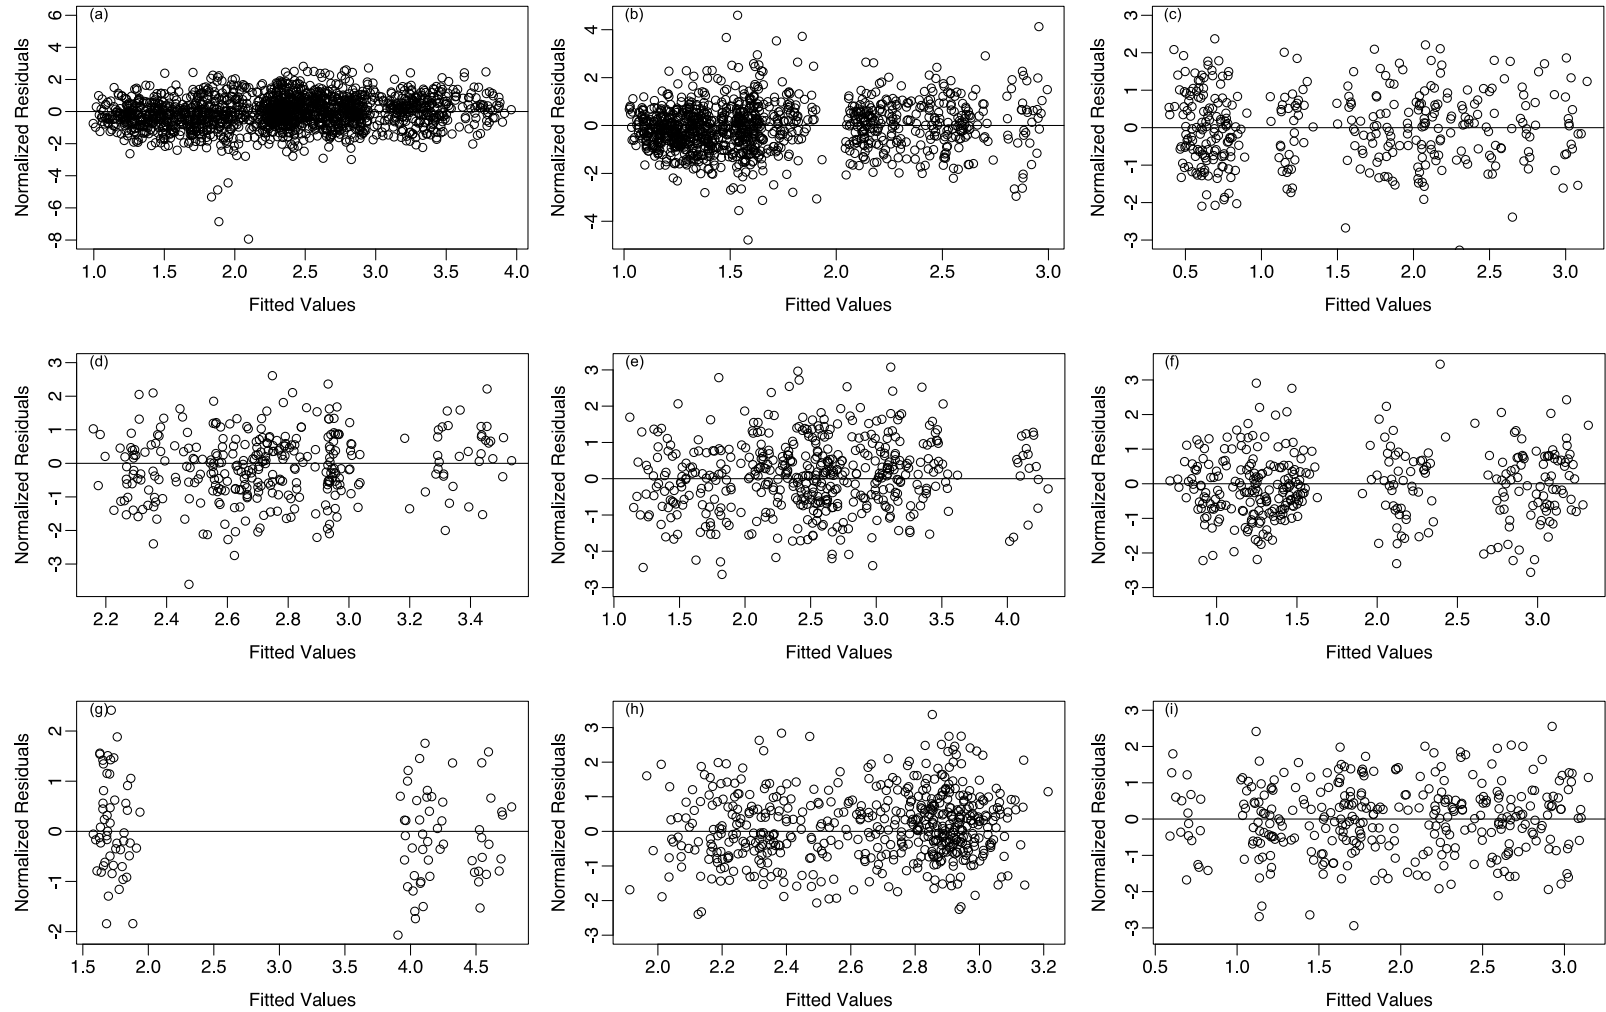 (a)
Normalized Residuals
6
4
2
0
-2
-4
-6
-8
1.0 1.5 2.0 2.5 3.0 3.5 4.0
Fitted Values
(b)
Normalized Residuals
4
2
0
-2
-4
1.0 1.5 2.0 2.5 3.0
Fitted Values
(c)
Normalized Residuals
3
2
1
0
-1
-2
-3
0.5 1.0 1.5 2.0 2.5 3.0
Fitted Values
(d)
Normalized Residuals
3
2
1
0
-1
-2
-3
2.2 2.4 2.6 2.8 3.0 3.4
Fitted Values
(e)
Normalized Residuals
3
2
1
0
-1
-2
-3
1.0 1.5 2.0 2.5 3.0 3.5 4.0
Fitted Values
(f)
Normalized Residuals
3
2
1
0
-1
-2
-3
1.0 1.5 2.0 2.5 3.0
Fitted Values
(g)
Normalized Residuals
2
1
0
-1
-2
1.5 2.0 2.5 3.0 3.5 4.0 4.5
Fitted Values
(h)
Normalized Residuals
3
2
1
0
-1
-2
-3
2.0 2.2 2.4 2.6 2.8 3.0 3.2
Fitted Values
(i)
Normalized Residuals
3
2
1
0
-1
-2
-3
0.5 1.0 1.5 2.0 2.5 3.0
Fitted Values